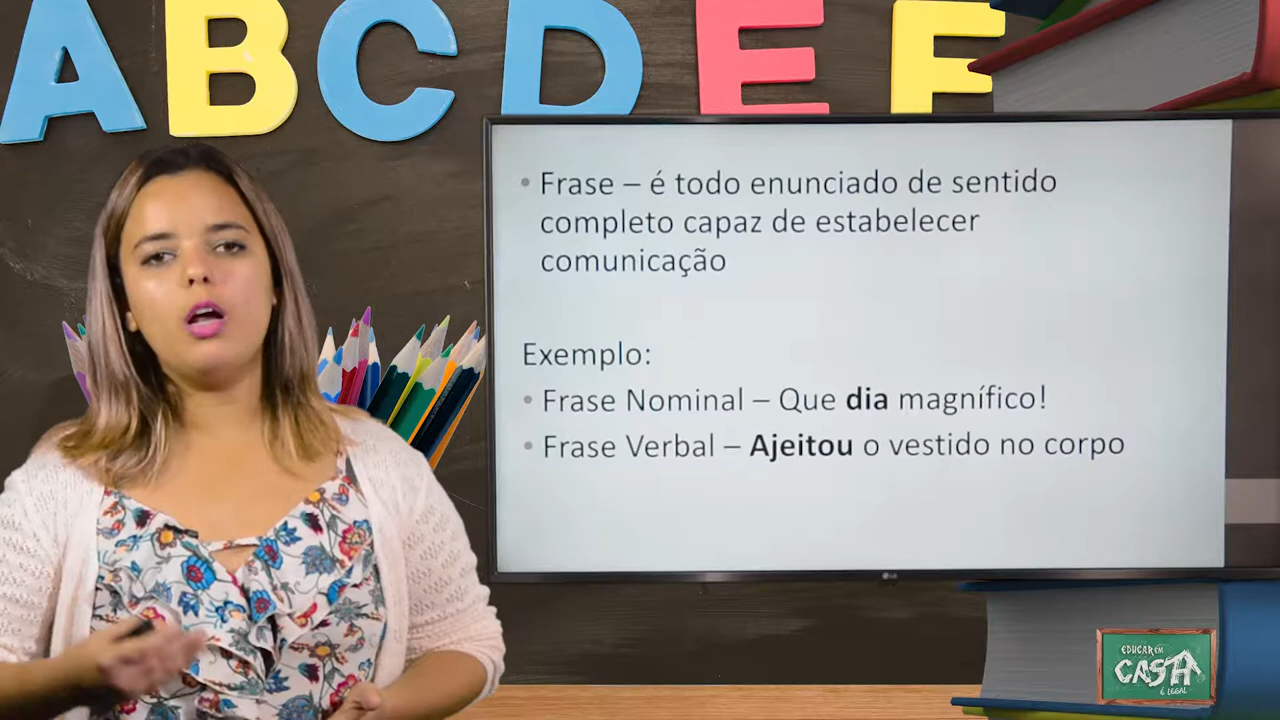 ABCDEF
• Frase – é todo enunciado de sentido
completo capaz de estabelecer
comunicação
Exemplo:
• Frase Nominal – Que dia magnífico!
• Frase Verbal – Ajeitou o vestido no corpo
LG
EDUCAR EM
CASA
É LEGAL